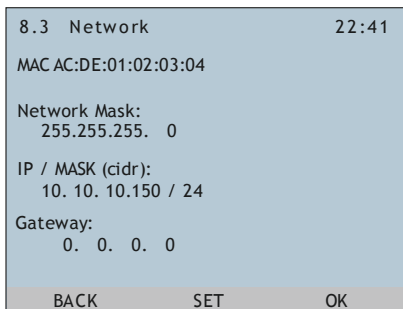 8.3 Network 22:41
MAC AC:DE:01:02:03:04
Network Mask:
255.255.255. 0
IP / MASK (cidr):
10. 10. 10.150 / 24
Gateway:
0. 0. 0. 0
BACK SET OK